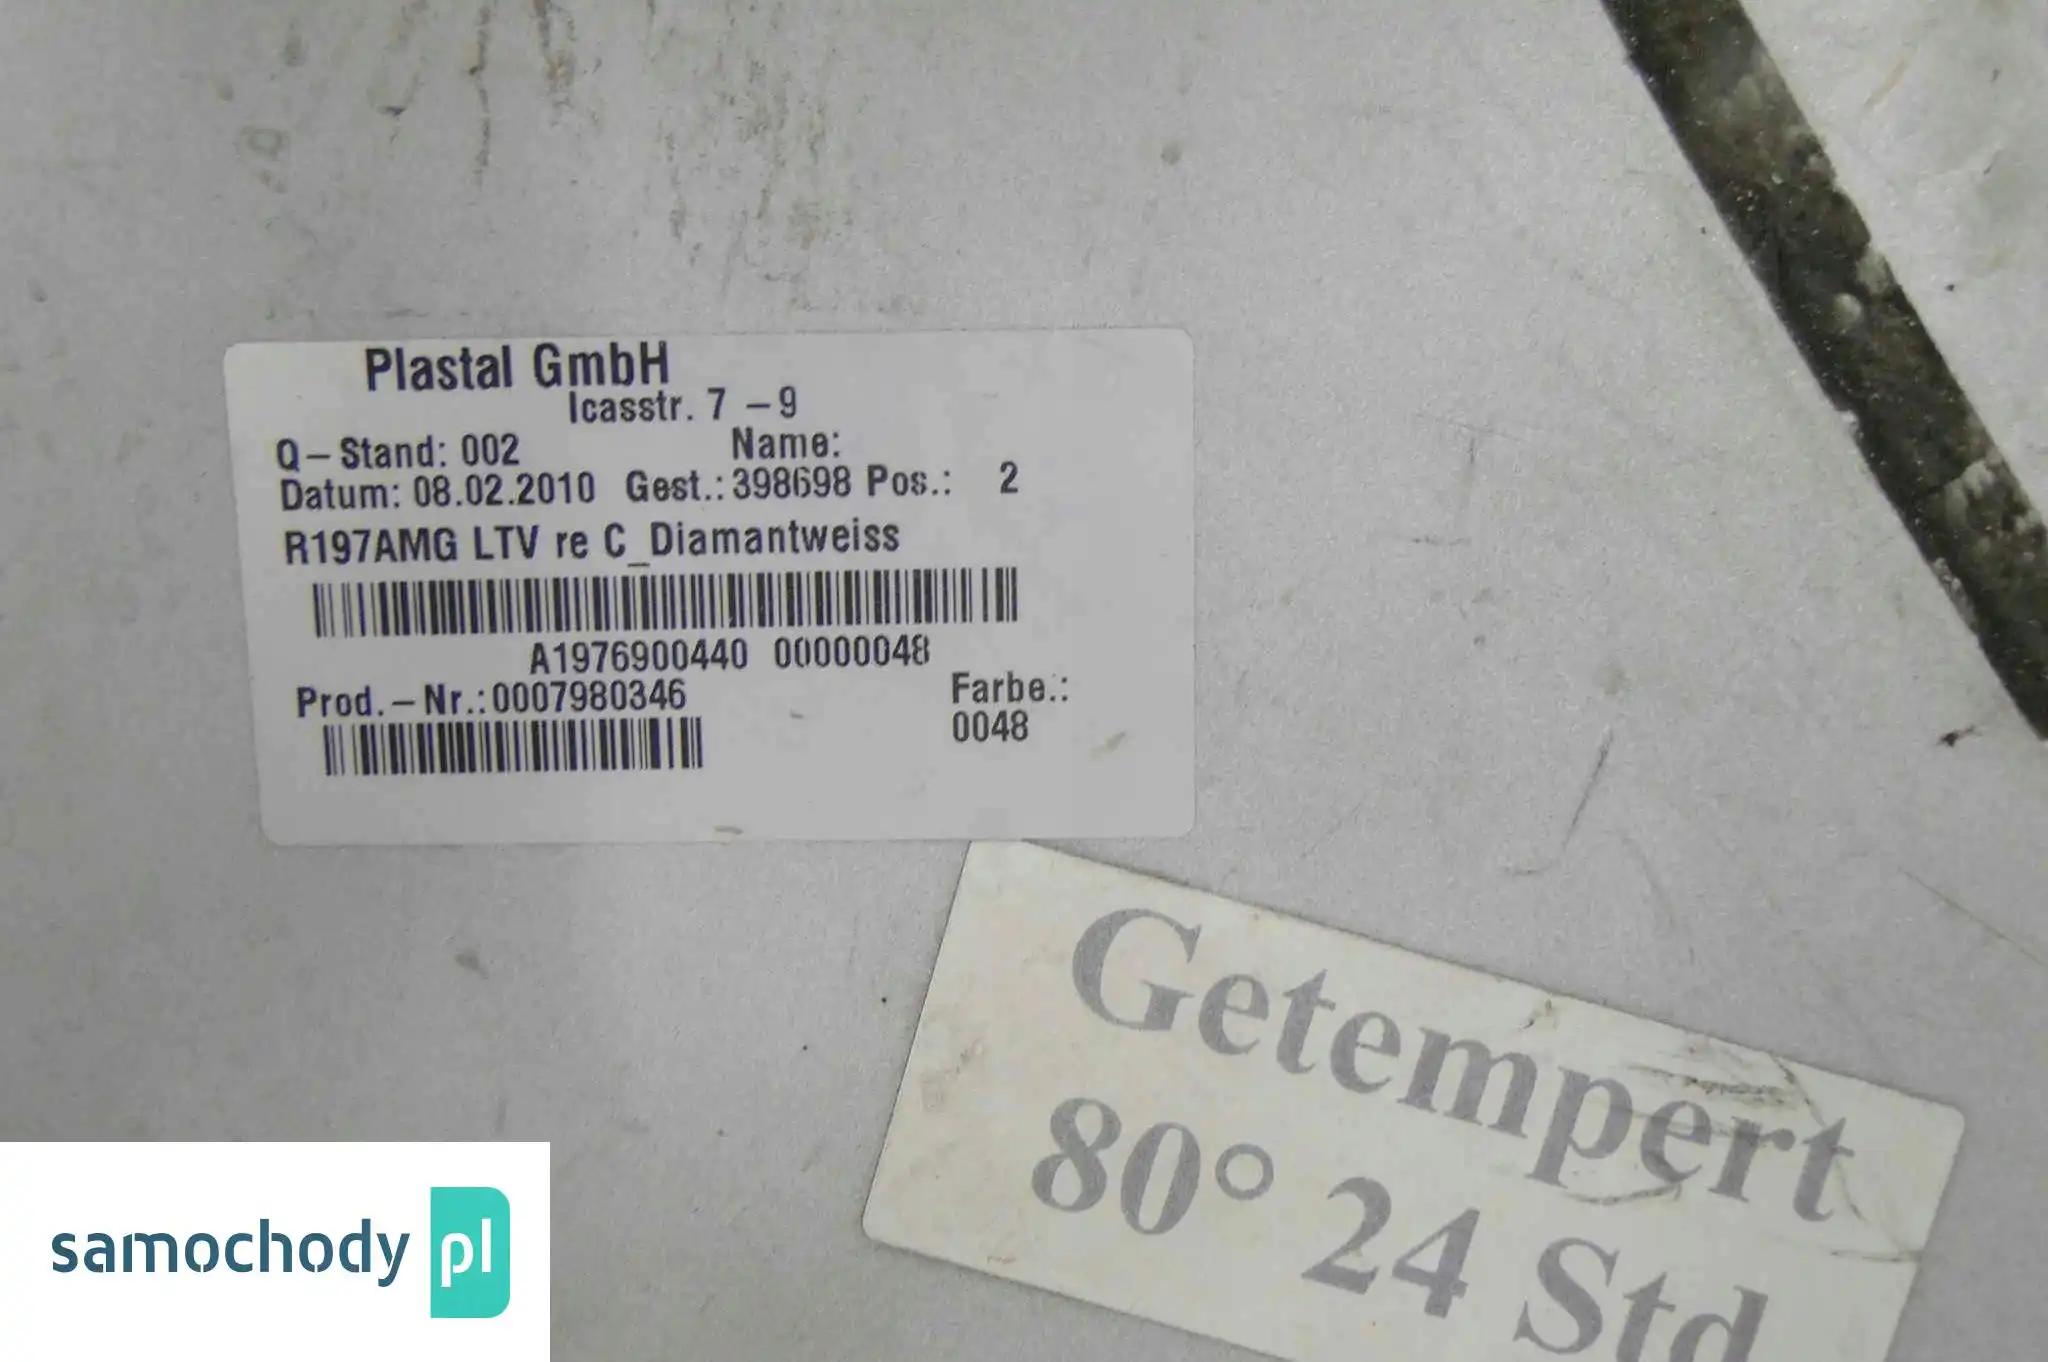 Plastal GmbH
Icasstr. 7 –9
Q–Stand: 002 Name:
Datum: 08.02.2010 Gest.: 398698 Pos.: 2
R197AMG LTV re C_Diamantweiss
A1976900440 00000048
Prod.–Nr.:0007980346 Farbe.:
0048
Getempert
80° 24 Std
samochody pl